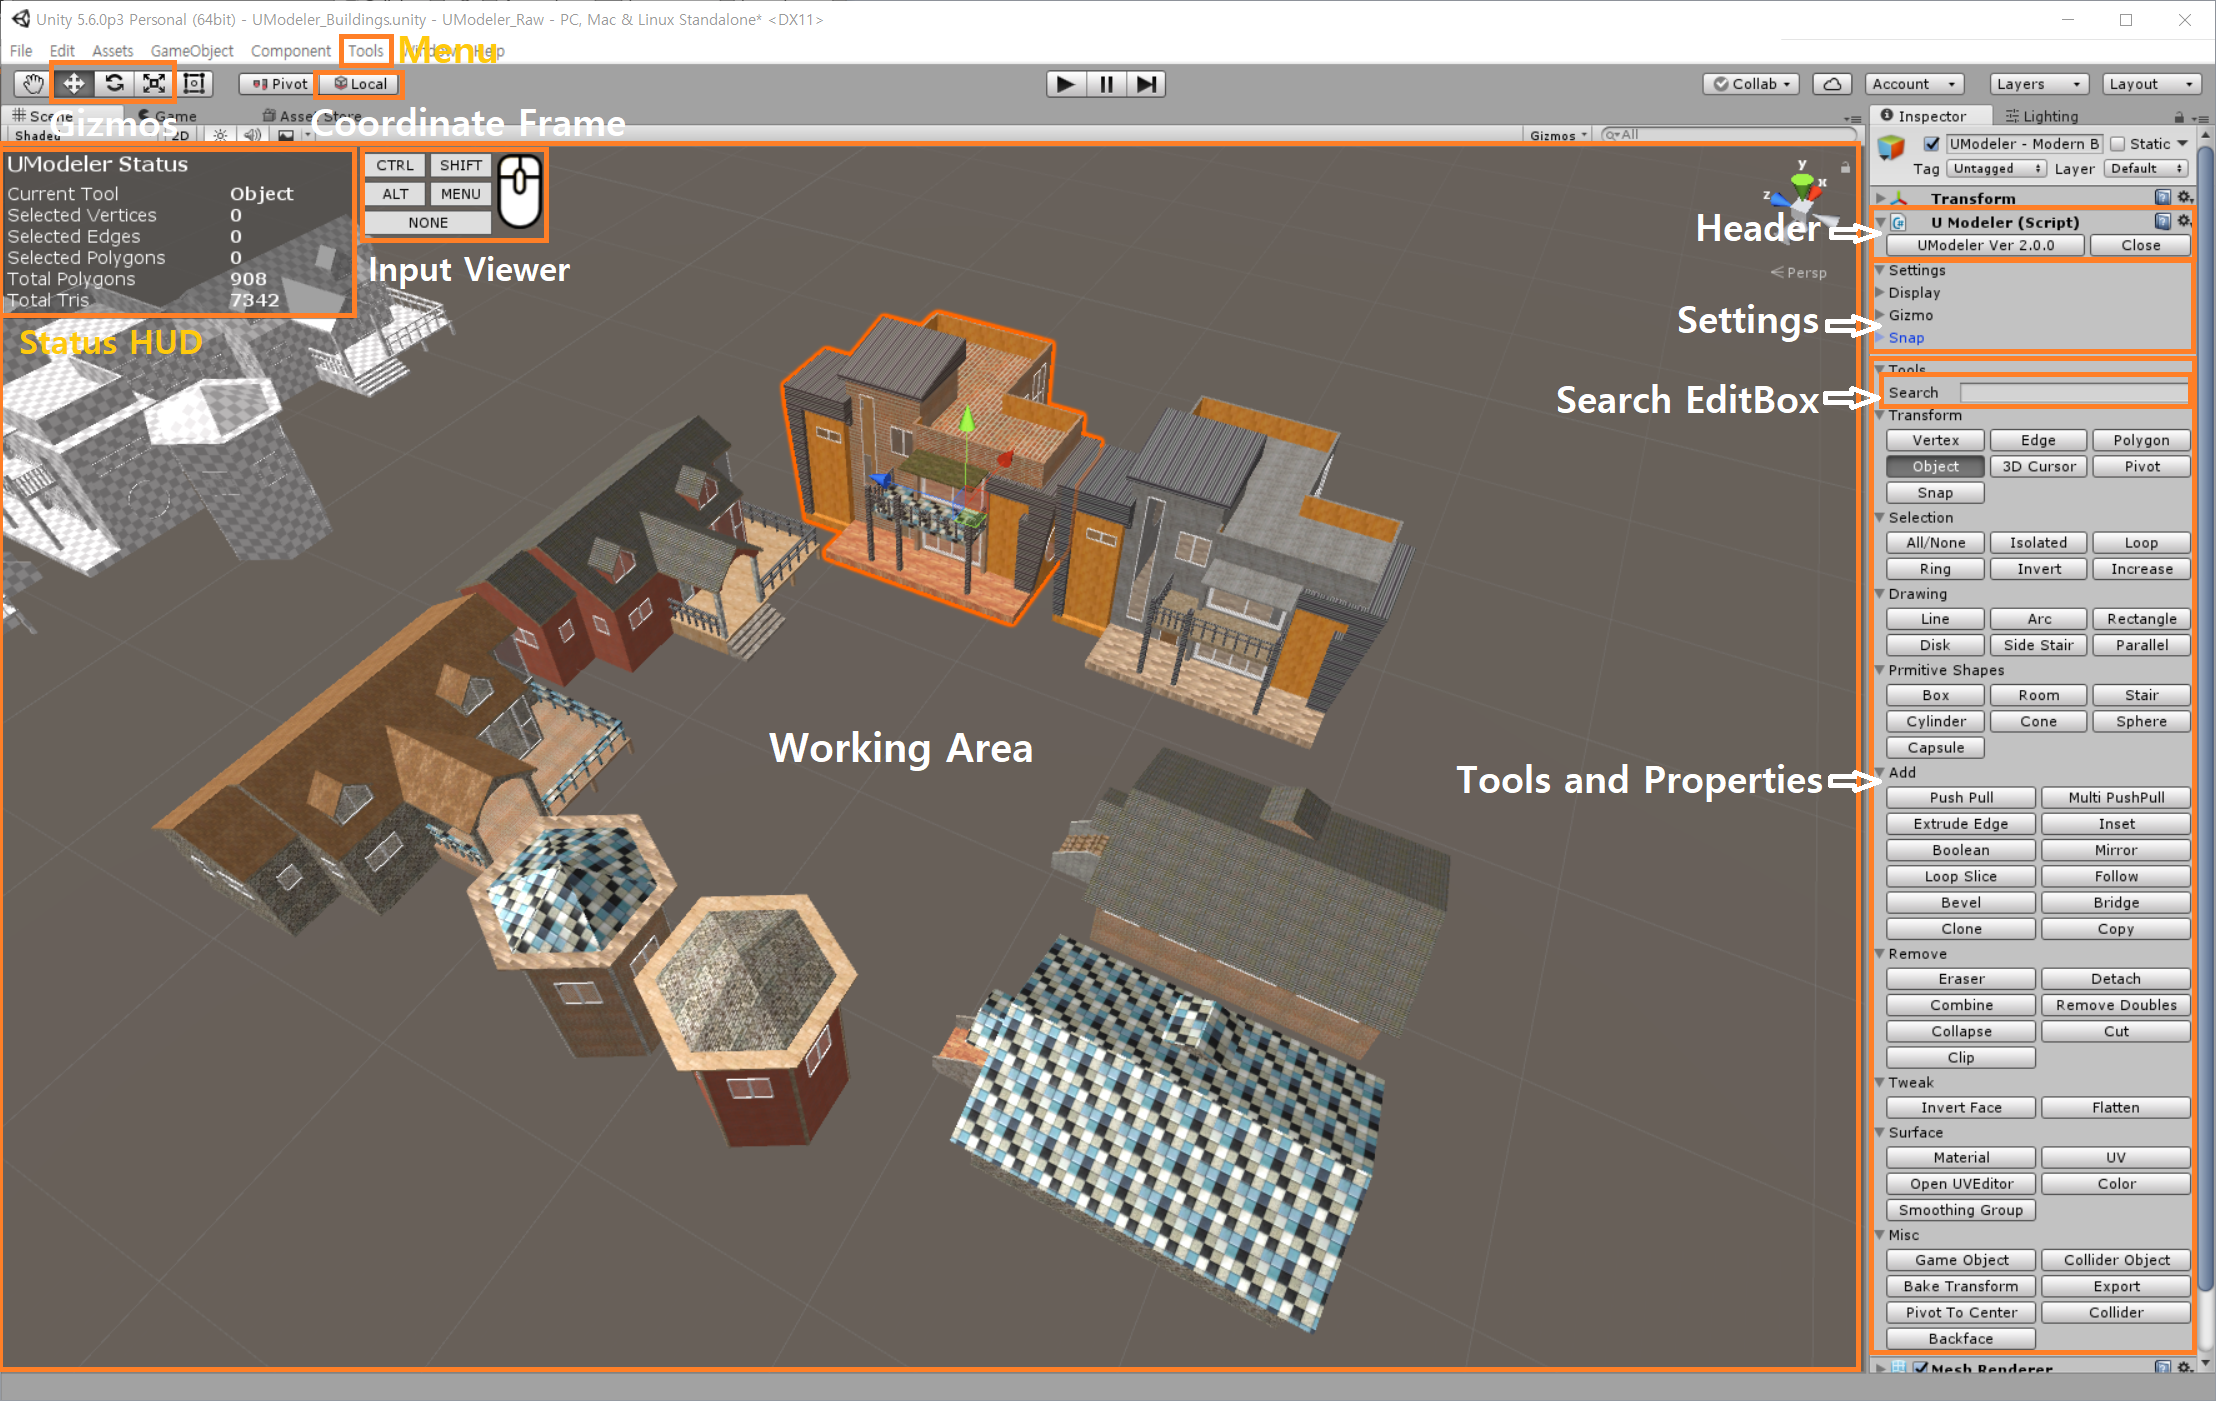 Unity 5.6.0p3 Personal (64bit) - UModeler_Buildings.unity - UModeler_Raw - PC, Mac & Linux Standalone* <DX11>
File Edit Assets GameObject Component Tools Window Help
Menu
Pivot Local
Collab Account Layers Layout
Scene Game Asset Store
Gizmos
Coordinate Frame
Shaded 2D Gizmos All
UModeler Status
Current Tool Object
Selected Vertices 0
Selected Edges 0
Selected Polygons 0
Total Polygons 908
Total Tris 7342
Status HUD
CTRL SHIFT
ALT MENU
NONE
Input Viewer
y
x
z
Persp
Working Area
Header
Settings
Search EditBox
Tools and Properties
Inspector Lighting
UModeler - Modern B Static
Tag Untagged Layer Default
Transform
U Modeler (Script)
UModeler Ver 2.0.0 Close
Settings
Display
Gizmo
Snap
Tools
Search
Transform
Vertex Edge Polygon
Object 3D Cursor Pivot
Snap
Selection
All/None Isolated Loop
Ring Invert Increase
Drawing
Line Arc Rectangle
Disk Side Stair Parallel
Prmitive Shapes
Box Room Stair
Cylinder Cone Sphere
Capsule
Add
Push Pull Multi PushPull
Extrude Edge Inset
Boolean Mirror
Loop Slice Follow
Bevel Bridge
Clone Copy
Remove
Eraser Detach
Combine Remove Doubles
Collapse Cut
Clip
Tweak
Invert Face Flatten
Surface
Material UV
Open UVEditor Color
Smoothing Group
Misc
Game Object Collider Object
Bake Transform Export
Pivot To Center Collider
Backface
Mesh Renderer